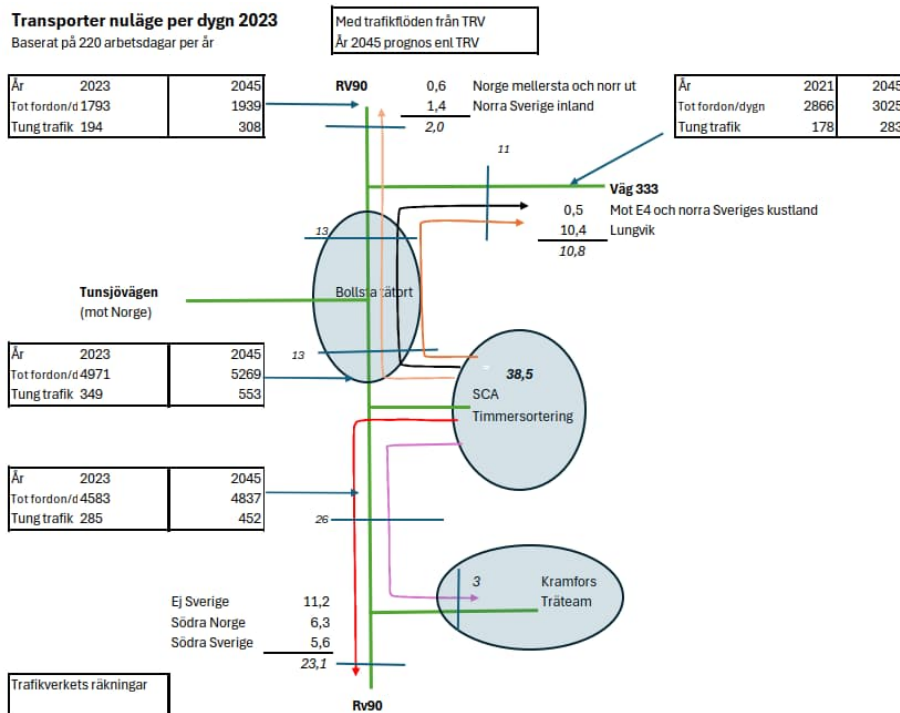 Transporter nuläge per dygn 2023
Baserat på 220 arbetsdagar per år
Med trafikflöden från TRV
År 2045 prognos enl TRV
År 2023 2045
Tot fordon/d 1793 1939
Tung trafik 194 308
RV90
0,6 Norge mellersta och norr ut
1,4 Norra Sverige inland
2,0
År 2021 2045
Tot fordon/dygn 2866 3025
Tung trafik 178 283
11
Väg 333
0,5 Mot E4 och norra Sveriges kustland
10,4 Lungvik
10,8
13
Tunsjövägen
(mot Norge)
Bollsta tätort
13
År 2023 2045
Tot fordon/d 4971 5269
Tung trafik 349 553
38,5
SCA
Timmersortering
År 2023 2045
Tot fordon/d 4583 4837
Tung trafik 285 452
26
3 Kramfors
Träteam
Ej Sverige 11,2
Södra Norge 6,3
Södra Sverige 5,6
23,1
Trafikverkets räkningar
Rv90